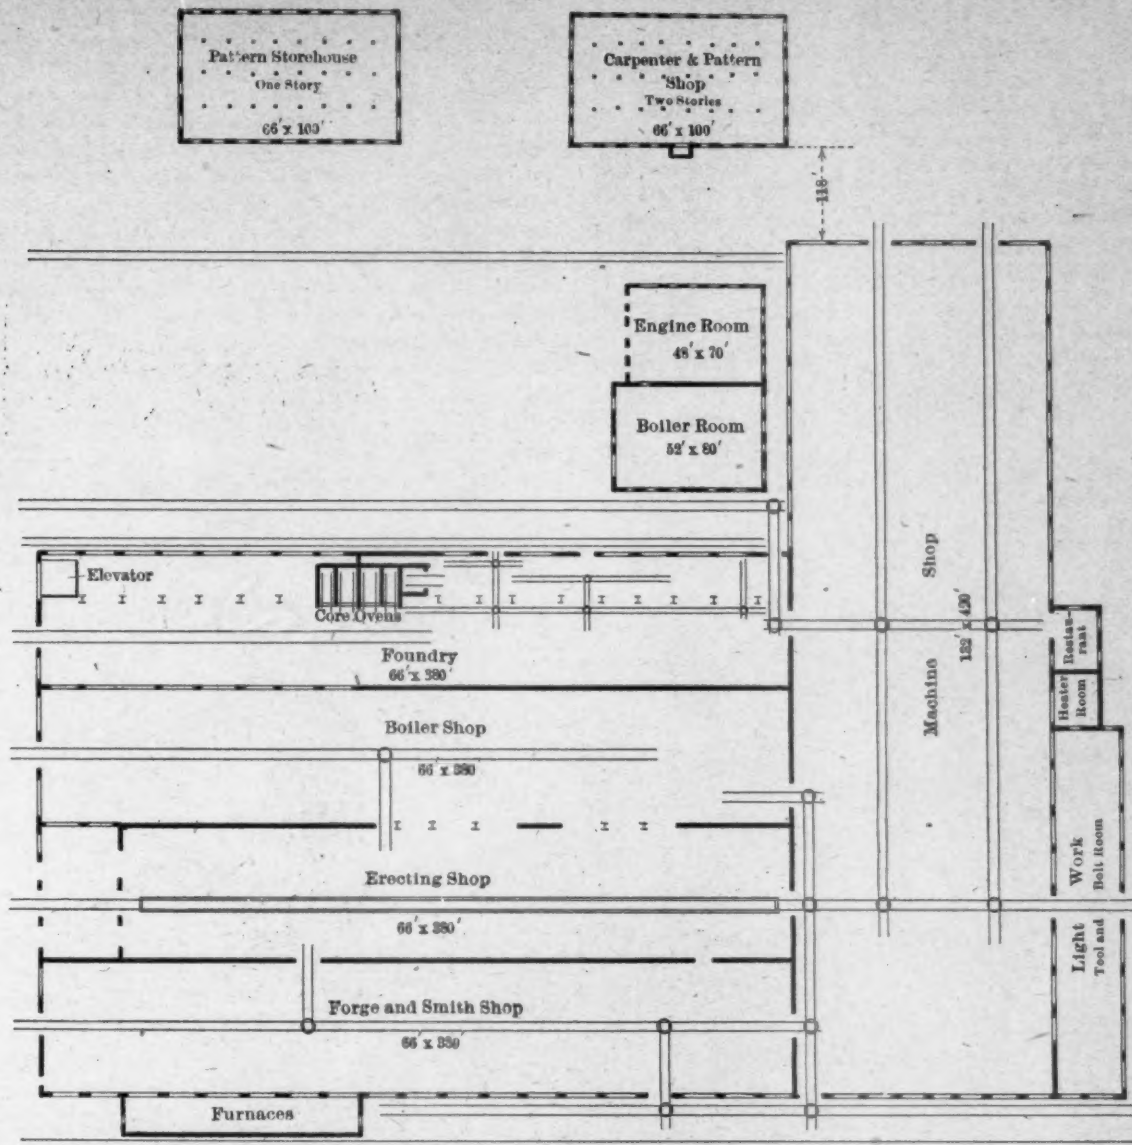 Pattern Storehouse
One Story
66' x 100'
Carpenter & Pattern
Shop
Two Stories
66' x 100'
118'
Engine Room
48' x 70'
Boiler Room
52' x 80'
Elevator
Core Ovens
Foundry
66' x 380'
Boiler Shop
66' x 380
Erecting Shop
66' x 380'
Forge and Smith Shop
66 x 380
Furnaces
Machine Shop
132' x 420'
Restau-
rant
Heater
Room
Light Work
Tool and Bolt Room